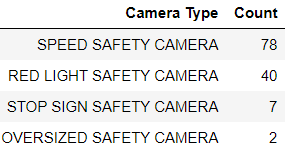 Camera Type Count
SPEED SAFETY CAMERA 78
RED LIGHT SAFETY CAMERA 40
STOP SIGN SAFETY CAMERA 7
OVERSIZED SAFETY CAMERA 2